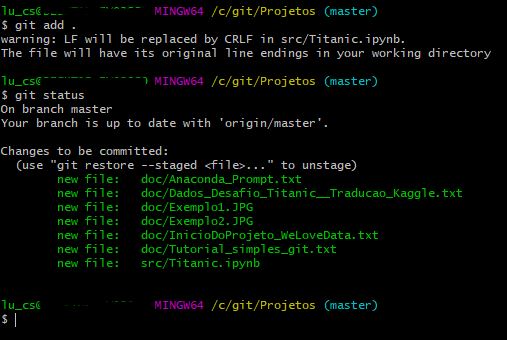 lu_cs@ MINGW64 /c/git/Projetos (master)
$ git add .
warning: LF will be replaced by CRLF in src/Titanic.ipynb.
The file will have its original line endings in your working directory
lu_cs@ MINGW64 /c/git/Projetos (master)
$ git status
On branch master
Your branch is up to date with 'origin/master'.
Changes to be committed:
(use "git restore --staged <file>..." to unstage)
new file: doc/Anaconda_Prompt.txt
new file: doc/Dados_Desafio_Titanic__Traducao_Kaggle.txt
new file: doc/Exemplo1.JPG
new file: doc/Exemplo2.JPG
new file: doc/InicioDoProjeto_WeLoveData.txt
new file: doc/Tutorial_simples_git.txt
new file: src/Titanic.ipynb
lu_cs@ MINGW64 /c/git/Projetos (master)
$